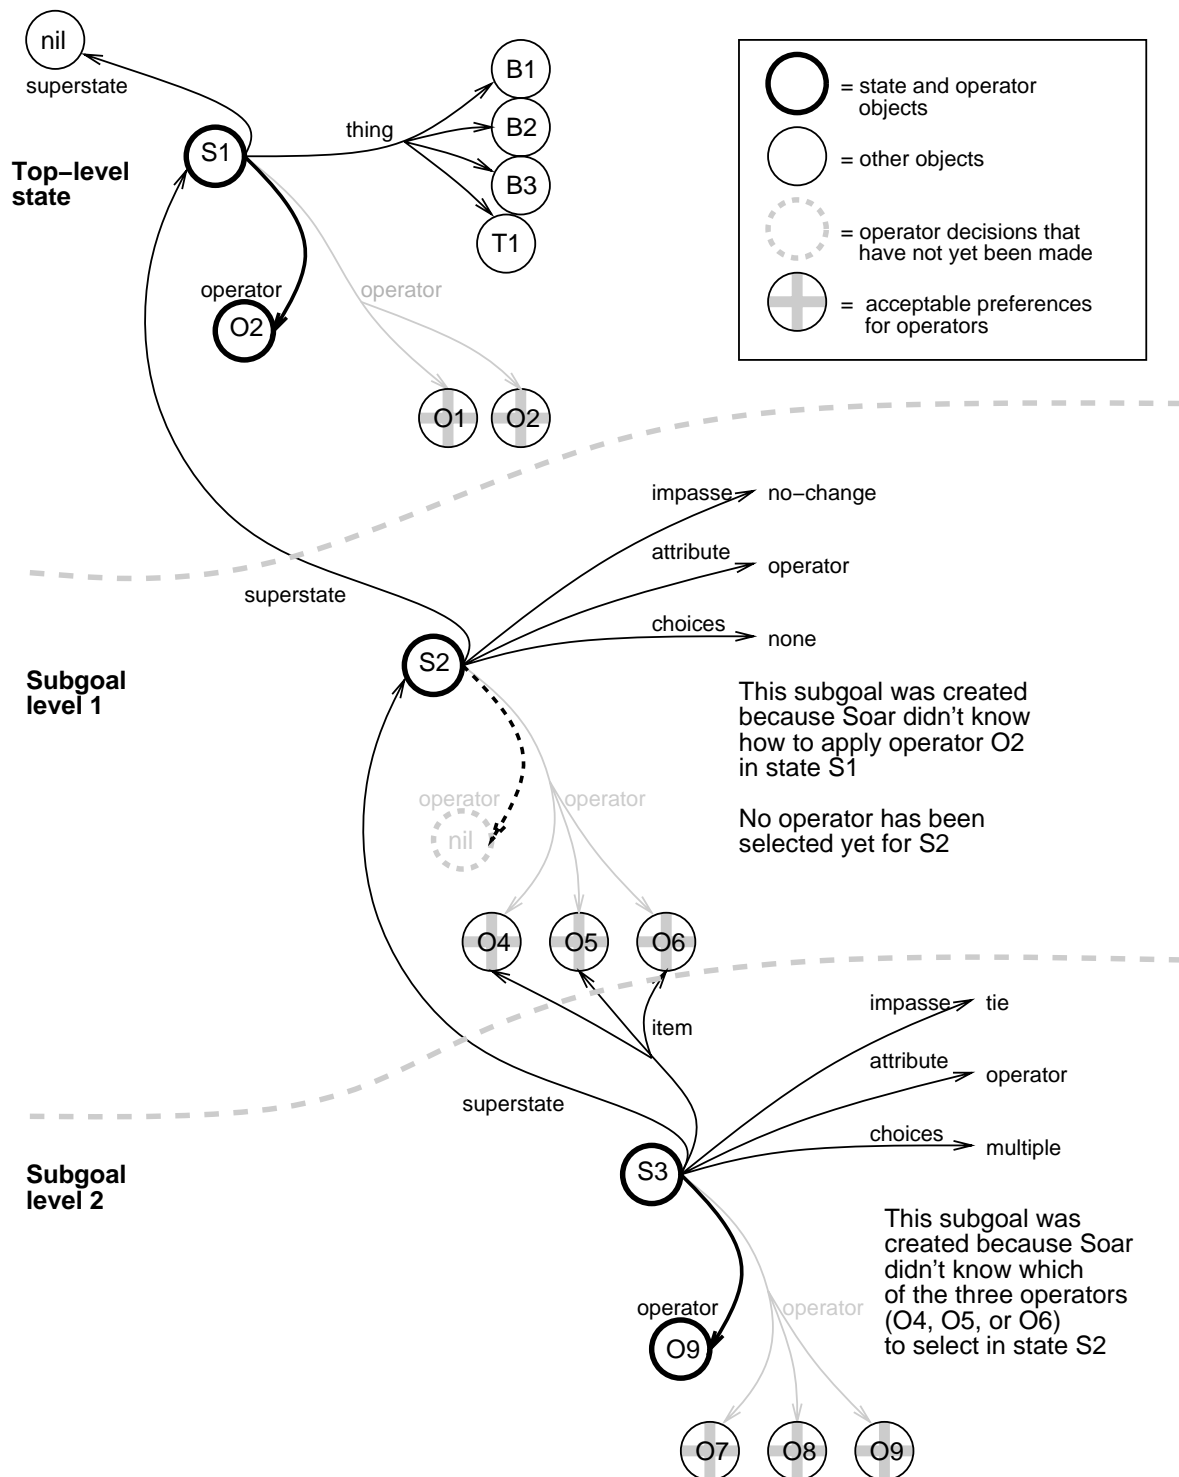 nil
superstate
S1
Top−level
state
thing
B1
B2
B3
T1
= state and operator
objects
= other objects
= operator decisions that
have not yet been made
= acceptable preferences
for operators
operator
O2
operator
O1
O2
impasse
no−change
attribute
operator
choices
none
superstate
S2
Subgoal
level 1
This subgoal was created
because Soar didn't know
how to apply operator O2
in state S1
No operator has been
selected yet for S2
operator
nil
operator
O4
O5
O6
item
impasse
tie
attribute
operator
choices
multiple
superstate
S3
Subgoal
level 2
This subgoal was
created because Soar
didn't know which
of the three operators
(O4, O5, or O6)
to select in state S2
operator
O9
operator
O7
O8
O9